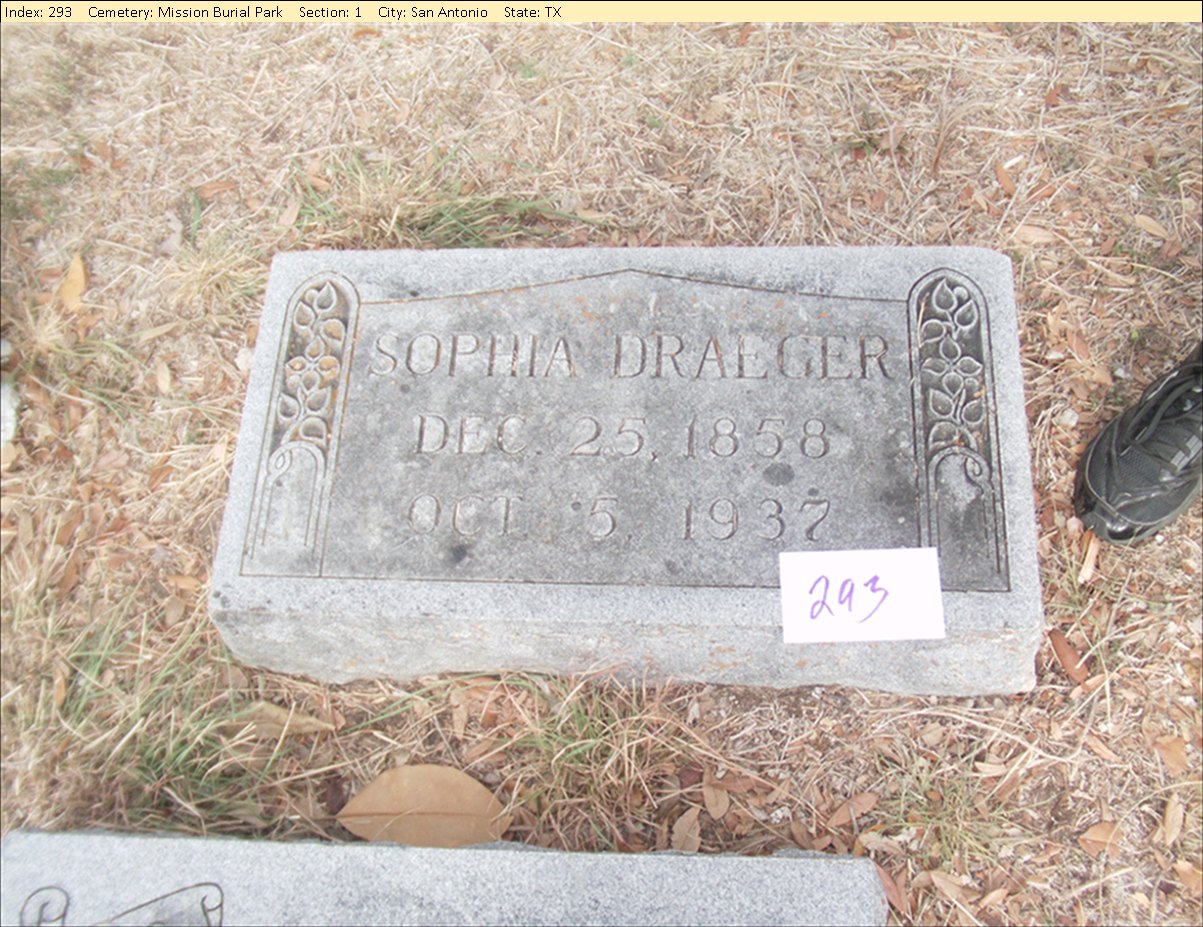 Index: 293 Cemetery: Mission Burial Park Section: 1 City: San Antonio State: TX
SOPHIA DRAEGER
DEC. 25, 1858
OCT. 5, 1937
293